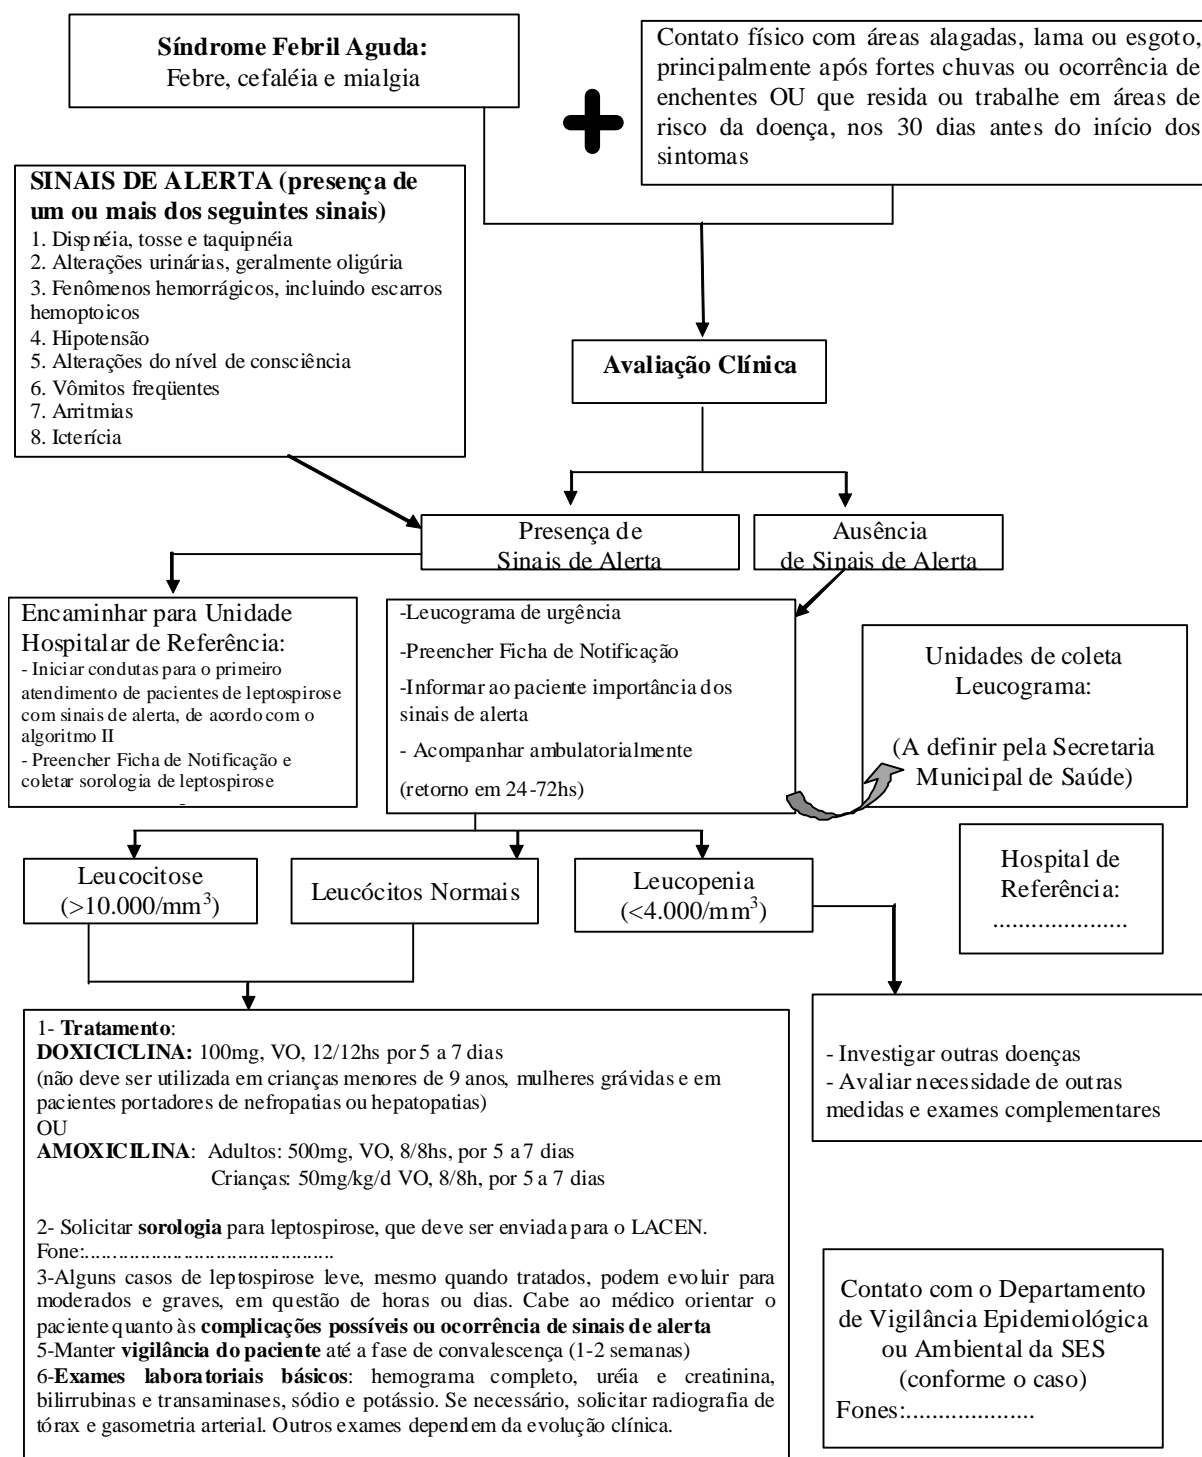 Síndrome Febril Aguda:
Febre, cefaléia e mialgia
Contato físico com áreas alagadas, lama ou esgoto,
principalmente após fortes chuvas ou ocorrência de
enchentes OU que resida ou trabalhe em áreas de
risco da doença, nos 30 dias antes do início dos
sintomas
SINAIS DE ALERTA (presença de
um ou mais dos seguintes sinais)
1. Dispnéia, tosse e taquipnéia
2. Alterações urinárias, geralmente oligúria
3. Fenômenos hemorrágicos, incluindo escarros
hemoptoicos
4. Hipotensão
5. Alterações do nível de consciência
6. Vômitos freqüentes
7. Arritmias
8. Icterícia
Avaliação Clínica
Presença de
Sinais de Alerta
Ausência
de Sinais de Alerta
Encaminhar para Unidade
Hospitalar de Referência:
- Iniciar condutas para o primeiro
atendimento de pacientes de leptospirose
com sinais de alerta, de acordo com o
algoritmo II
- Preencher Ficha de Notificação e
coletar sorologia de leptospirose
-
-Leucograma de urgência
-Preencher Ficha de Notificação
-Informar ao paciente importância dos
sinais de alerta
- Acompanhar ambulatorialmente
(retorno em 24-72hs)
Unidades de coleta
Leucograma:
(A definir pela Secretaria
Municipal de Saúde)
Leucocitose
(>10.000/mm³)
Leucócitos Normais
Leucopenia
(<4.000/mm³)
Hospital de
Referência:
.....................
1- Tratamento:
DOXICICLINA: 100mg, VO, 12/12hs por 5 a 7 dias
(não deve ser utilizada em crianças menores de 9 anos, mulheres grávidas e em
pacientes portadores de nefropatias ou hepatopatias)
OU
AMOXICILINA: Adultos: 500mg, VO, 8/8hs, por 5 a 7 dias
Crianças: 50mg/kg/d VO, 8/8h, por 5 a 7 dias
2- Solicitar sorologia para leptospirose, que deve ser enviada para o LACEN.
Fone:.............................................
3-Alguns casos de leptospirose leve, mesmo quando tratados, podem evoluir para
moderados e graves, em questão de horas ou dias. Cabe ao médico orientar o
paciente quanto às complicações possíveis ou ocorrência de sinais de alerta
5-Manter vigilância do paciente até a fase de convalescença (1-2 semanas)
6-Exames laboratoriais básicos: hemograma completo, uréia e creatinina,
bilirrubinas e transaminases, sódio e potássio. Se necessário, solicitar radiografia de
tórax e gasometria arterial. Outros exames dependem da evolução clínica.
- Investigar outras doenças
- Avaliar necessidade de outras
medidas e exames complementares
Contato com o Departamento
de Vigilância Epidemiológica
ou Ambiental da SES
(conforme o caso)
Fones:....................